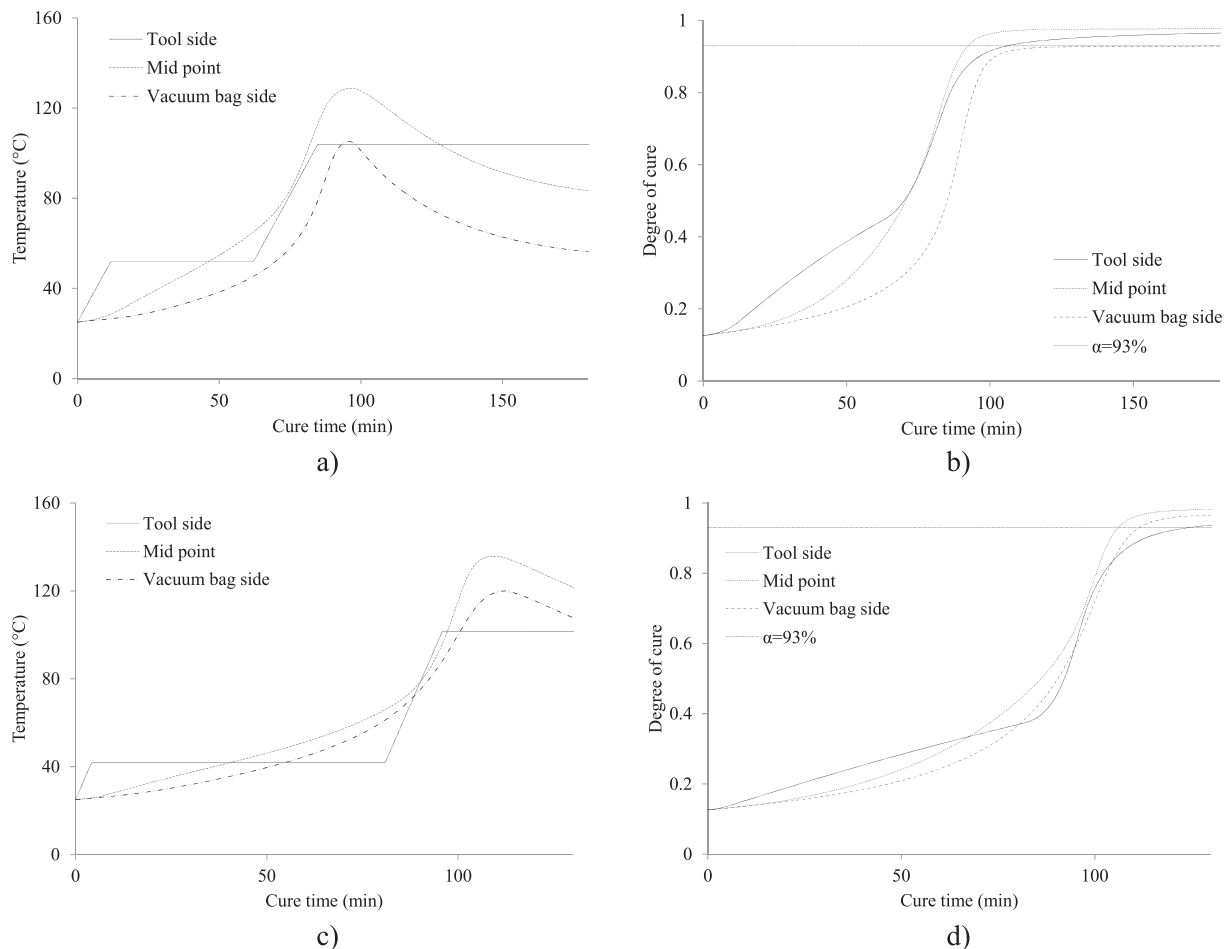 160
120
80
40
0
Temperature (°C)
Tool side
Mid point
Vacuum bag side
0
50
100
150
Cure time (min)
a)
1
0.8
0.6
0.4
0.2
0
Degree of cure
Tool side
Mid point
Vacuum bag side
α=93%
0
50
100
150
Cure time (min)
b)
160
120
80
40
0
Temperature (°C)
Tool side
Mid point
Vacuum bag side
0
50
100
Cure time (min)
c)
1
0.8
0.6
0.4
0.2
0
Degree of cure
Tool side
Mid point
Vacuum bag side
α=93%
0
50
100
Cure time (min)
d)